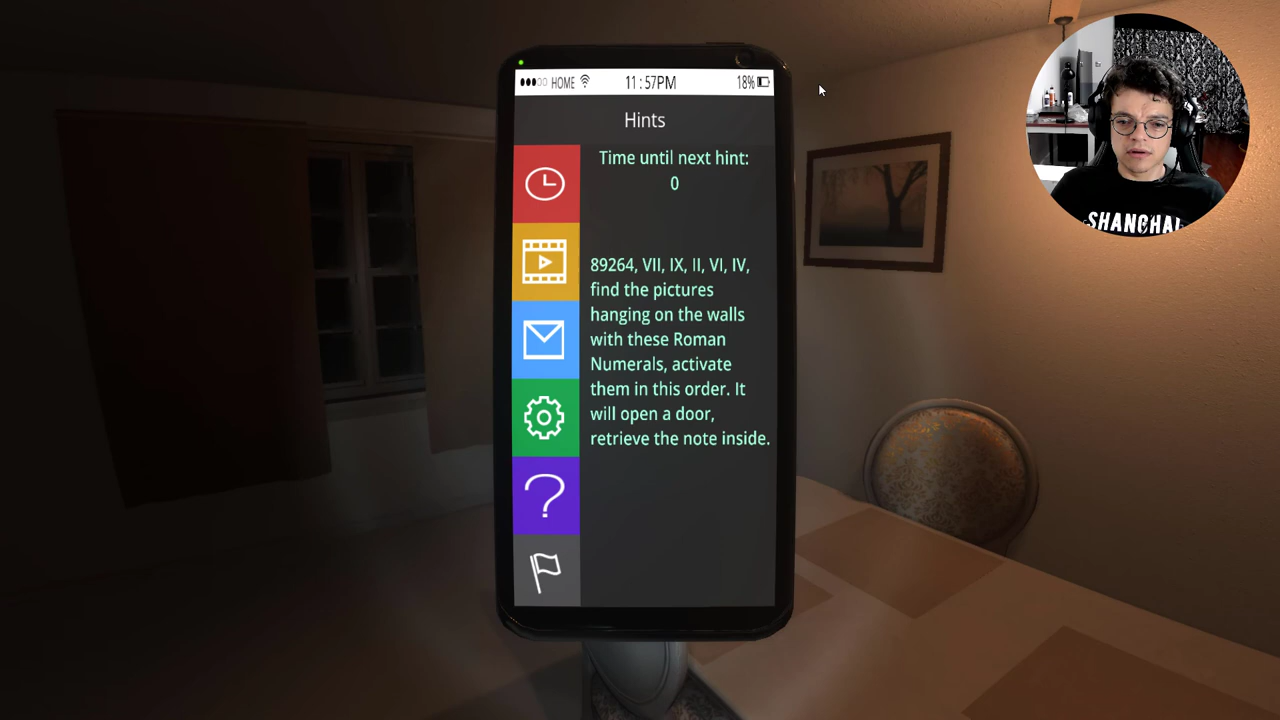 HOME 11:57PM 18%
Hints
Time until next hint:
0
89264, VII, IX, II, VI, IV,
find the pictures
hanging on the walls
with these Roman
Numerals, activate
them in this order. It
will open a door,
retrieve the note inside.
SHANGHAI